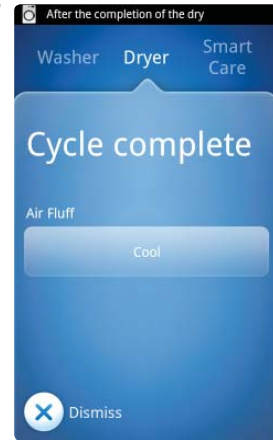 After the completion of the dry
Washer
Dryer
Smart
Care
Cycle complete
Air Fluff
Cool
Dismiss